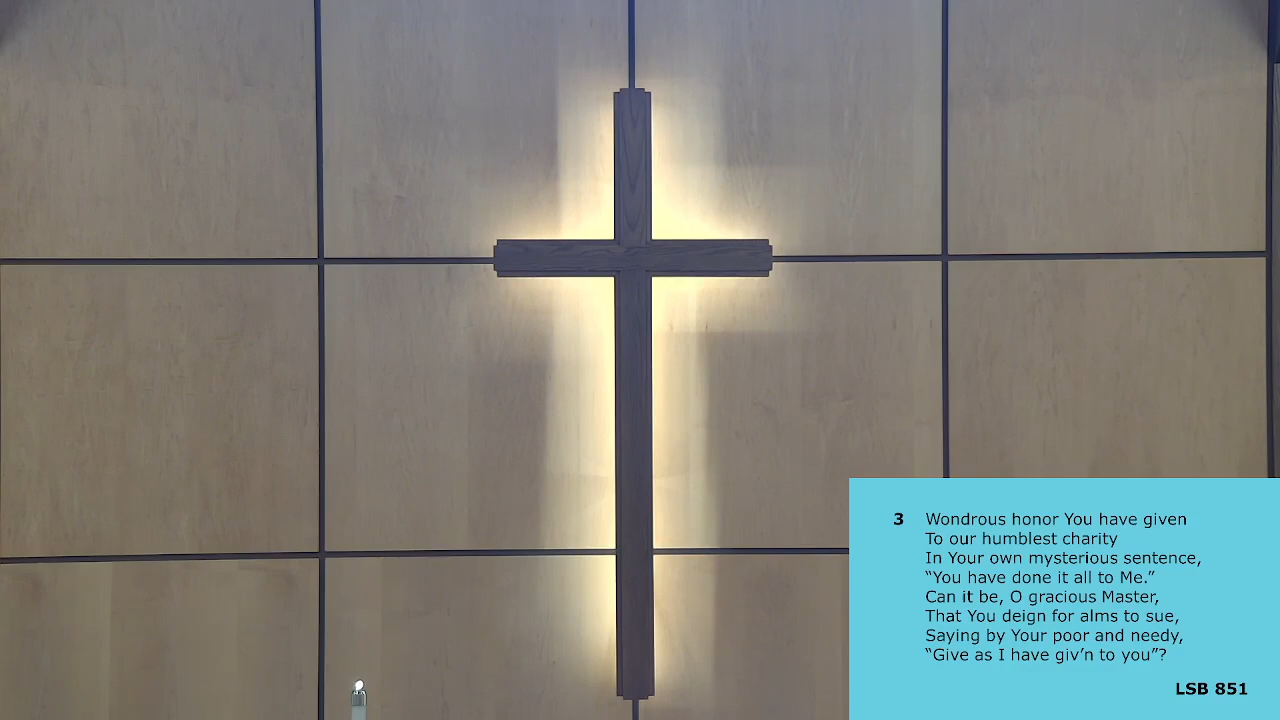 3 Wondrous honor You have given
To our humblest charity
In Your own mysterious sentence,
“You have done it all to Me.”
Can it be, O gracious Master,
That You deign for alms to sue,
Saying by Your poor and needy,
“Give as I have giv’n to you”?
LSB 851